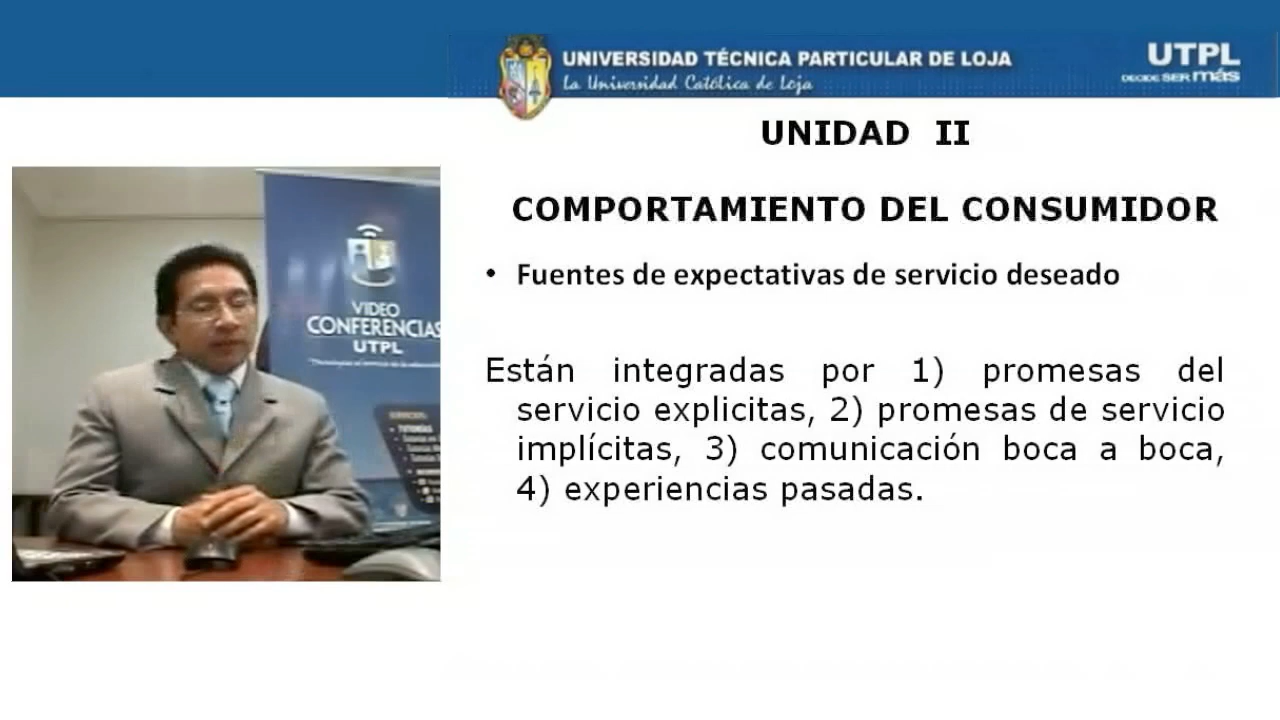 UNIVERSIDAD TÉCNICA PARTICULAR DE LOJA
La Universidad Católica de Loja
UTPL
DECIDE SER más
UNIDAD II
COMPORTAMIENTO DEL CONSUMIDOR
• Fuentes de expectativas de servicio deseado
Están integradas por 1) promesas del
servicio explicitas, 2) promesas de servicio
implícitas, 3) comunicación boca a boca,
4) experiencias pasadas.
VIDEO
CONFERENCIAS
UTPL